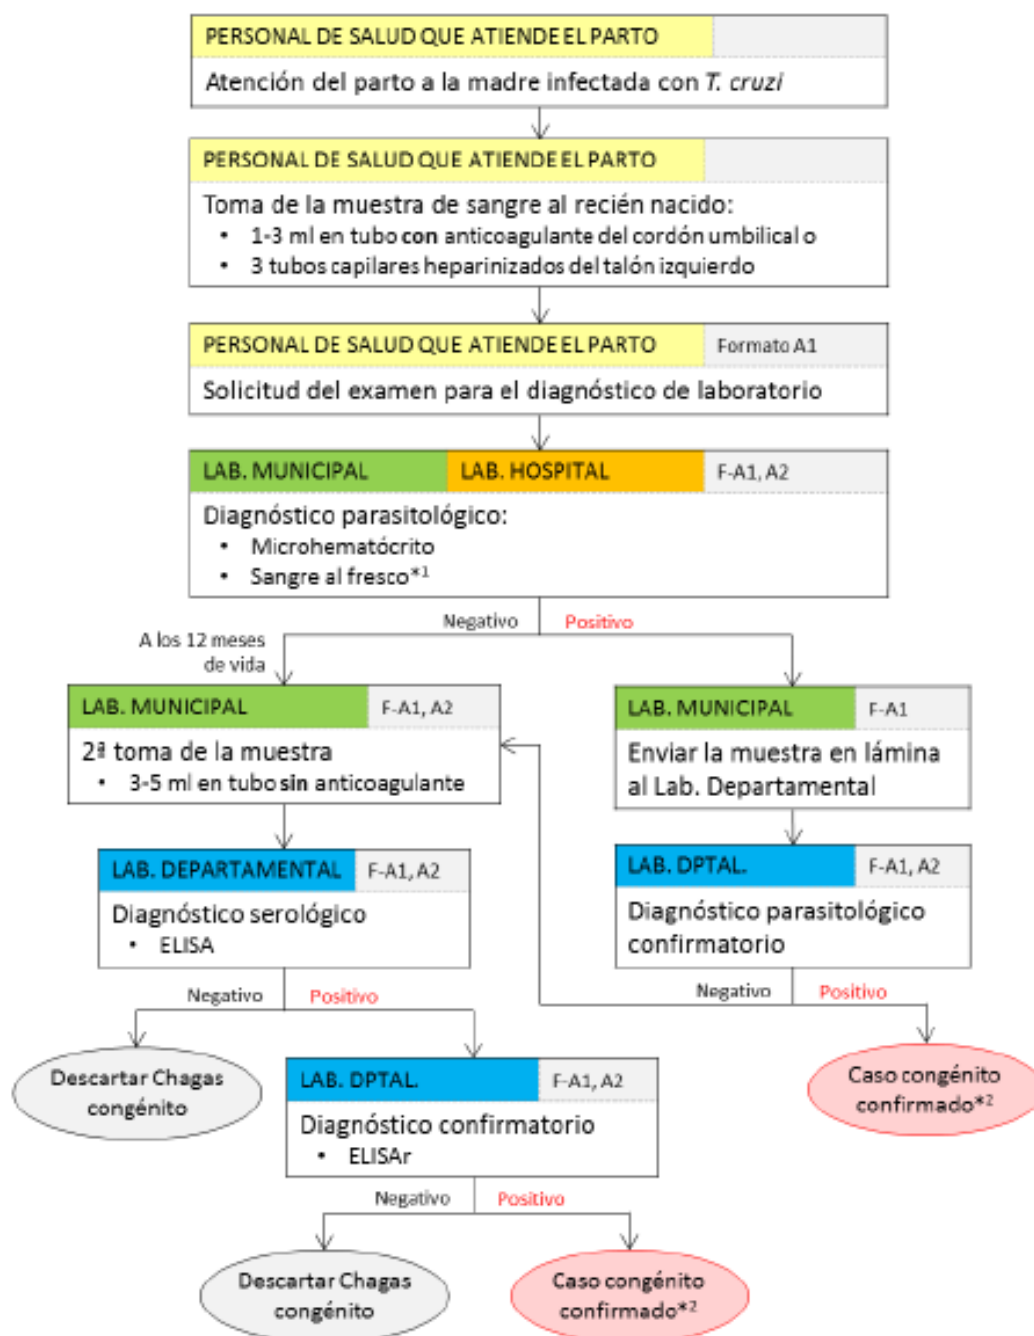 PERSONAL DE SALUD QUE ATIENDE EL PARTO
Atención del parto a la madre infectada con T. cruzi
PERSONAL DE SALUD QUE ATIENDE EL PARTO
Toma de la muestra de sangre al recién nacido:
• 1-3 ml en tubo con anticoagulante del cordón umbilical o
• 3 tubos capilares heparinizados del talón izquierdo
PERSONAL DE SALUD QUE ATIENDE EL PARTO
Formato A1
Solicitud del examen para el diagnóstico de laboratorio
LAB. MUNICIPAL
LAB. HOSPITAL
F-A1, A2
Diagnóstico parasitológico:
• Microhematócrito
• Sangre al fresco*1
Negativo
Positivo
A los 12 meses
de vida
LAB. MUNICIPAL
F-A1, A2
2ª toma de la muestra
• 3-5 ml en tubo sin anticoagulante
LAB. MUNICIPAL
F-A1
Enviar la muestra en lámina
al Lab. Departamental
LAB. DEPARTAMENTAL
F-A1, A2
Diagnóstico serológico
• ELISA
LAB. DPTAL.
F-A1, A2
Diagnóstico parasitológico
confirmatorio
Negativo
Positivo
Negativo
Positivo
Descartar Chagas
congénito
LAB. DPTAL.
F-A1, A2
Diagnóstico confirmatorio
• ELISAr
Caso congénito
confirmado*2
Negativo
Positivo
Descartar Chagas
congénito
Caso congénito
confirmado*2